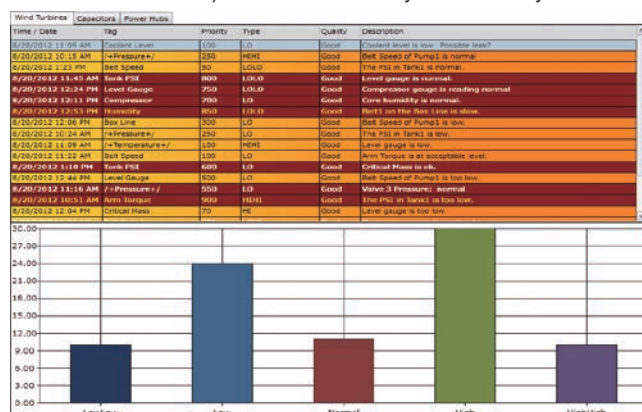 Wind Turbines Capacitors Power Hubs
Time / Date Tag Priority Type Quality Description
8/20/2012 11:09 AM Coolant Level 100 LO Good Coolant level is low. Possible leak?
8/20/2012 10:15 AM /+Pressure+/ 250 HIHI Good Belt Speed of Pump1 is normal
8/20/2012 1:23 PM Belt Speed 50 LOLO Good The PSI in Tank1 is normal.
8/20/2012 11:45 AM Tank PSI 800 LOLO Good Level gauge is normal.
8/20/2012 12:24 PM Level Gauge 750 LOLO Good Compressor gauge is reading normal
8/20/2012 12:11 PM Compressor 700 LO Good Core humidity is normal.
8/20/2012 12:53 PM Humidity 850 LOLO Good Belt1 on the Box Line is slow.
8/20/2012 12:06 PM Box Line 300 LO Good Belt Speed of Pump1 is low.
8/20/2012 10:24 AM /+Pressure+/ 250 LO Good The PSI in Tank1 is low.
8/20/2012 11:09 AM /+Temperature+/ 100 HIHI Good Level gauge is low.
8/20/2012 11:22 AM Belt Speed 100 LO Good Arm Torque is at acceptable level.
8/20/2012 1:10 PM Tank PSI 600 LO Good Critical Mass is ok.
8/20/2012 12:46 PM Level Gauge 500 LO Good Belt Speed of Pump1 is too low.
8/20/2012 11:16 AM /+Pressure+/ 550 LO Good Valve 3 Pressure: normal
8/20/2012 10:51 AM Arm Torque 900 HIHI Good The PSI in Tank1 is too low.
8/20/2012 12:04 PM Critical Mass 70 HI Good Level gauge is too low
30.00
27.00
24.00
21.00
18.00
15.00
12.00
9.00
6.00
3.00
0.00